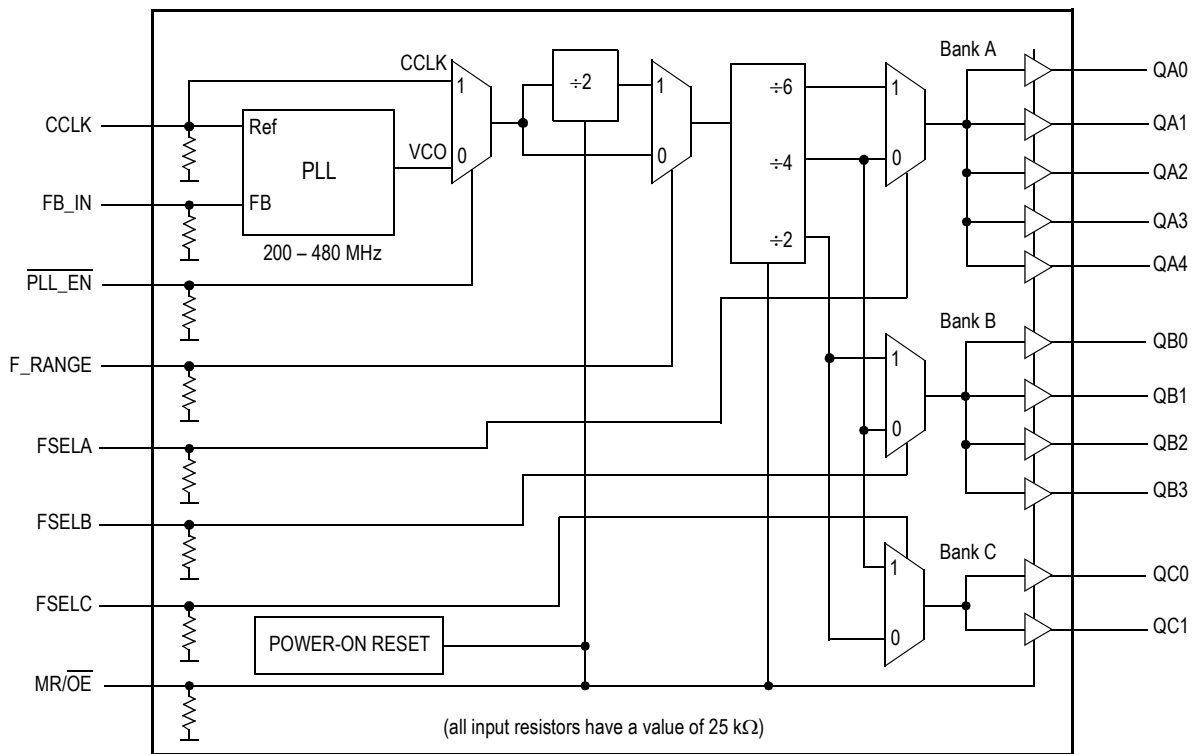 CCLK
FB_IN
PLL_EN
F_RANGE
FSELA
FSELB
FSELC
MR/OE
Ref
PLL
FB
200 – 480 MHz
CCLK
VCO
1
0
÷2
1
0
÷6
÷4
÷2
1
0
1
0
1
0
POWER-ON RESET
(all input resistors have a value of 25 kΩ)
Bank A
QA0
QA1
QA2
QA3
QA4
Bank B
QB0
QB1
QB2
QB3
Bank C
QC0
QC1